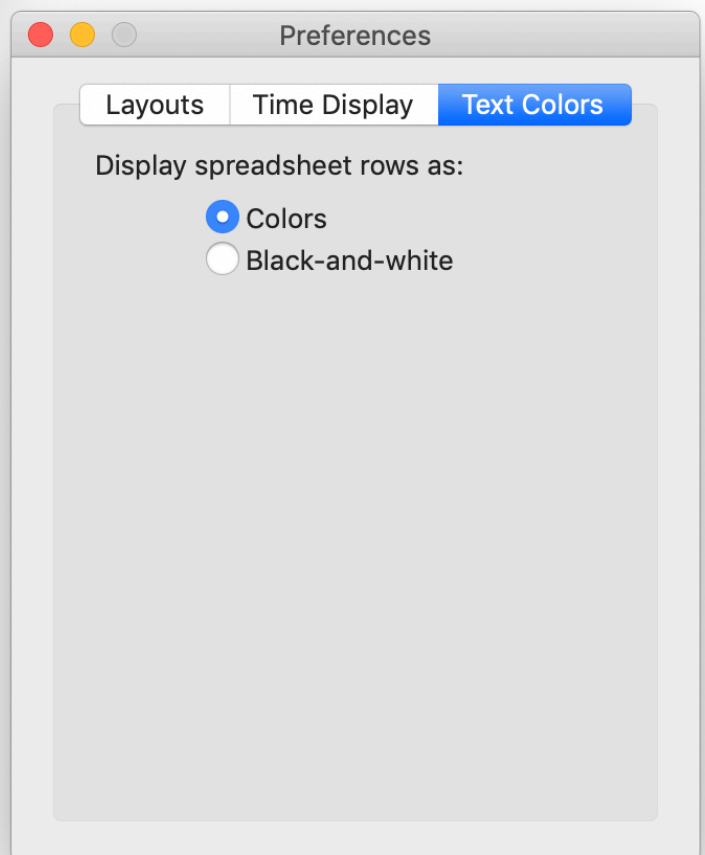 Preferences
Layouts Time Display Text Colors
Display spreadsheet rows as:
Colors
Black-and-white